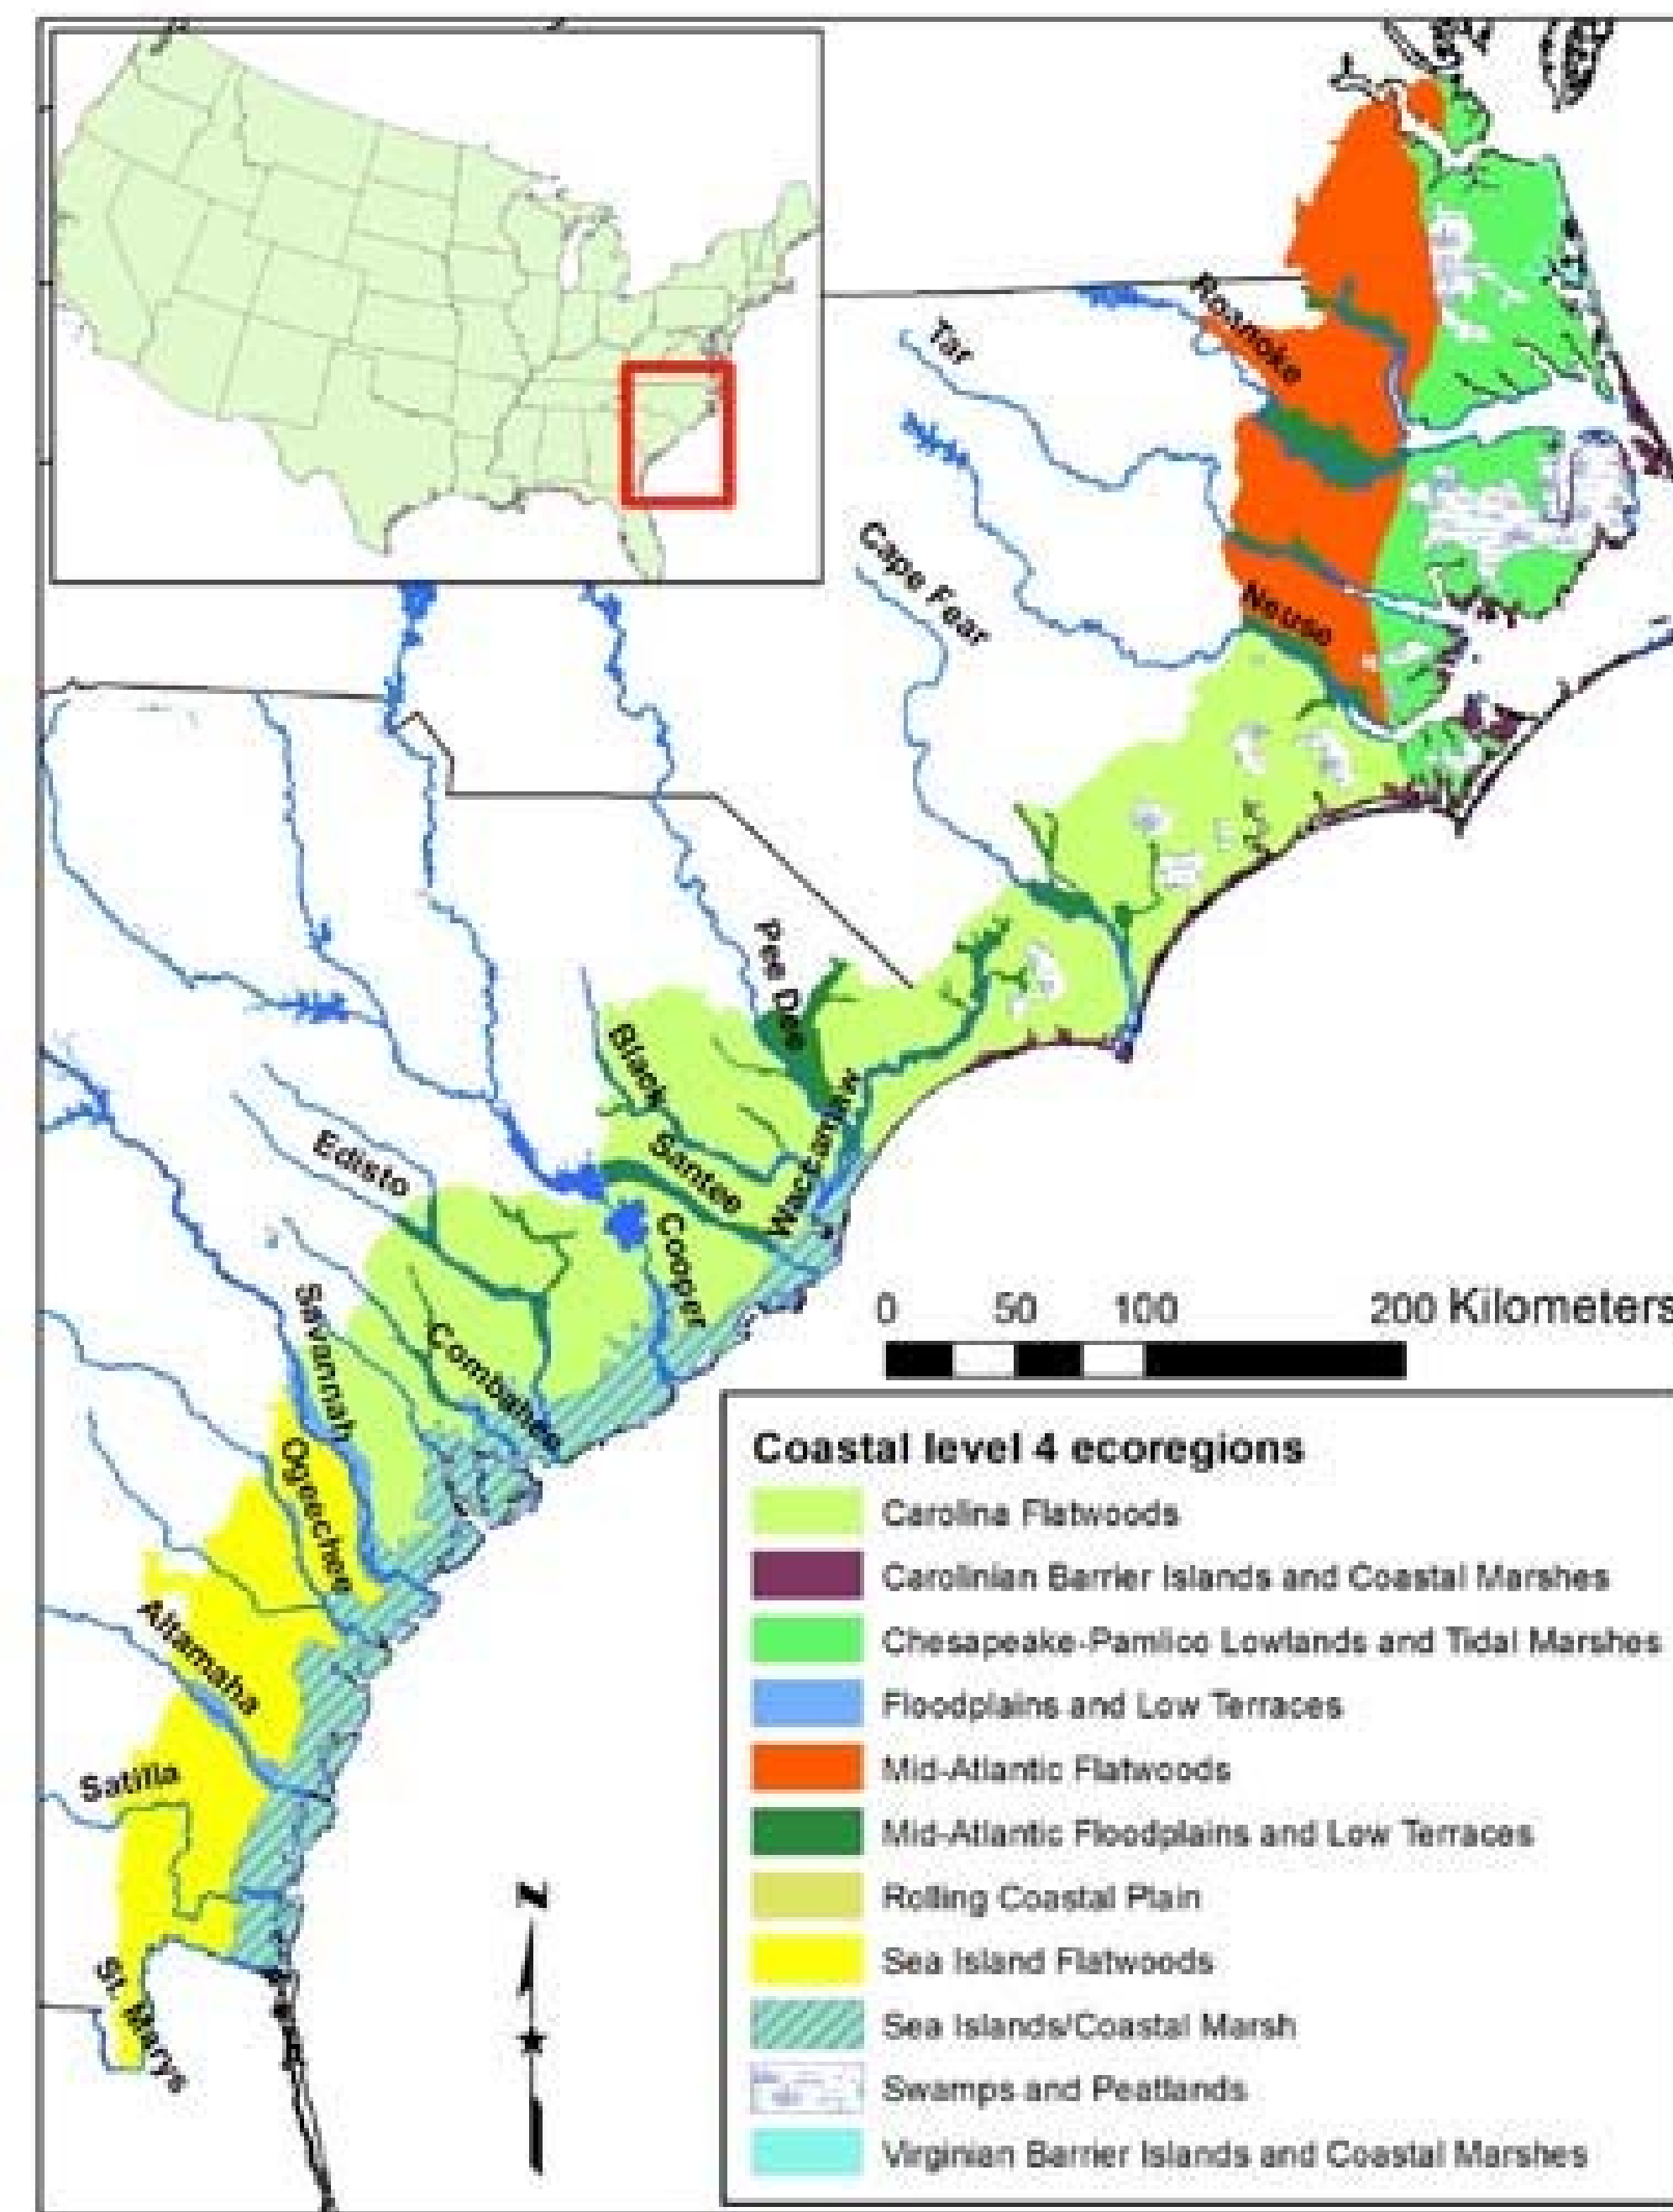 Roanoke
Tar
Cape Fear
Neuse
Pee Dee
Black
Waccamaw
Santee
Edisto
Cooper
Savannah
Combahee
Ogeechee
Altamaha
Satilla
St. Marys
0 50 100 200 Kilometers
N
Coastal level 4 ecoregions
Carolina Flatwoods
Carolinian Barrier Islands and Coastal Marshes
Chesapeake-Pamlico Lowlands and Tidal Marshes
Floodplains and Low Terraces
Mid-Atlantic Flatwoods
Mid-Atlantic Floodplains and Low Terraces
Rolling Coastal Plain
Sea Island Flatwoods
Sea Islands/Coastal Marsh
Swamps and Peatlands
Virginian Barrier Islands and Coastal Marshes